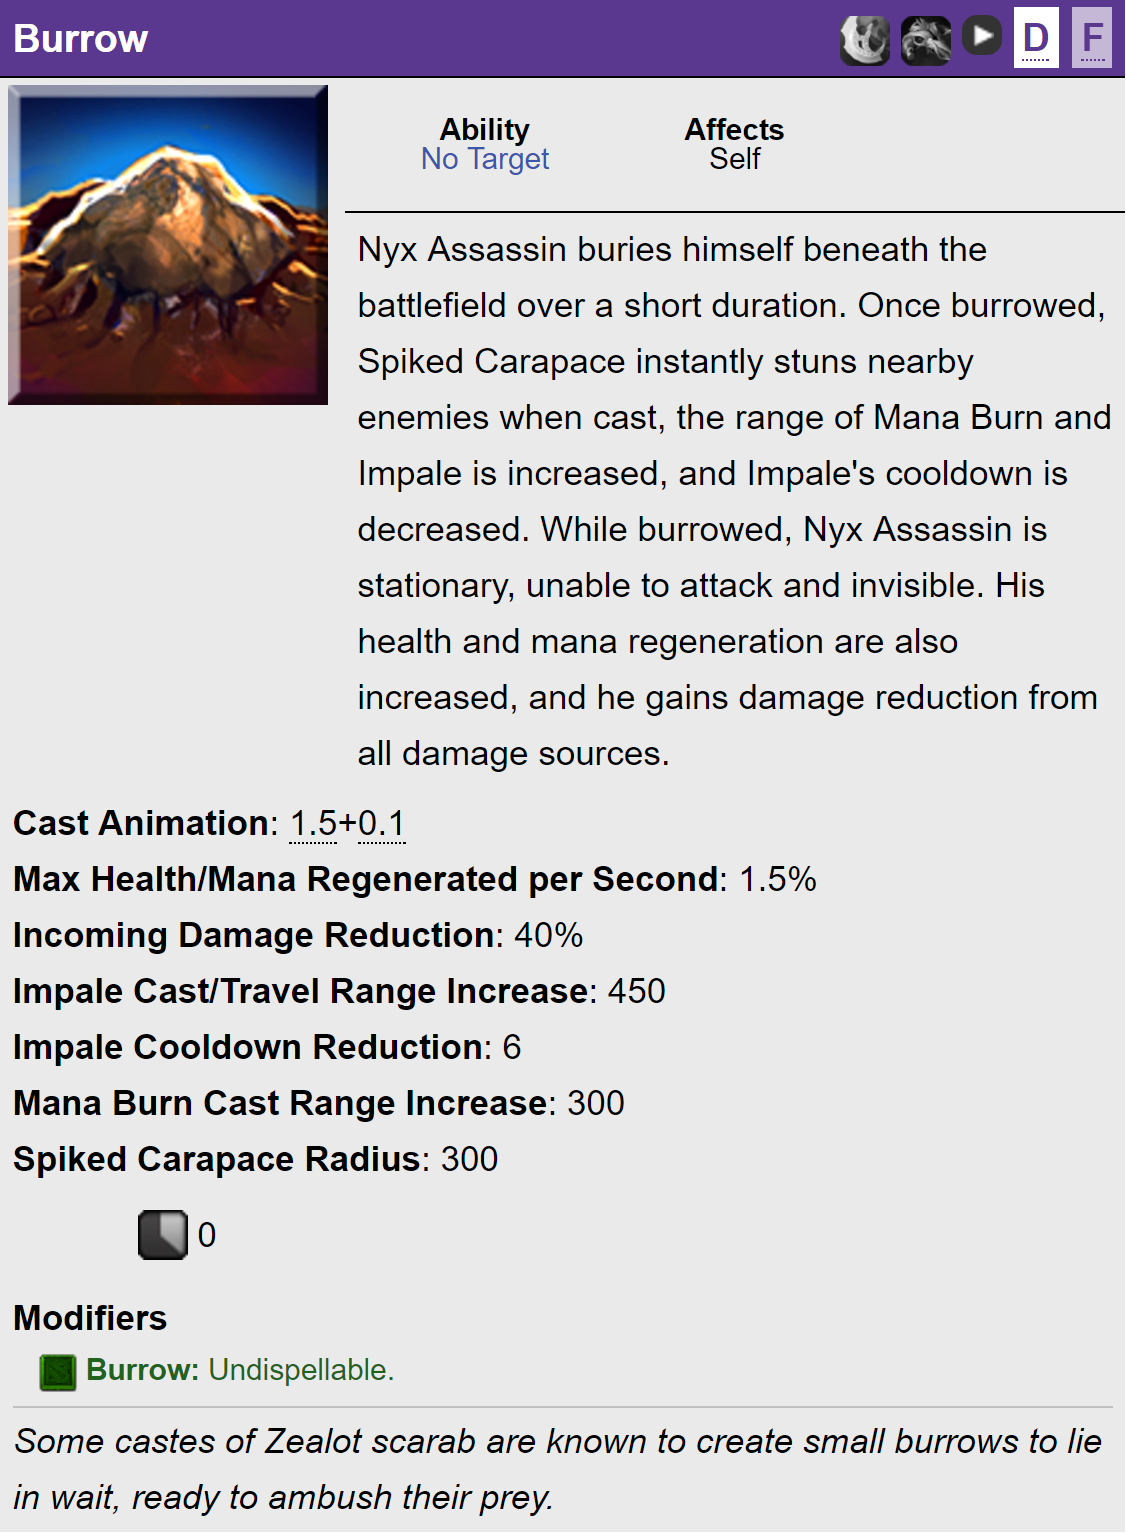 Burrow
D F
Ability
No Target
Affects
Self
Nyx Assassin buries himself beneath the
battlefield over a short duration. Once burrowed,
Spiked Carapace instantly stuns nearby
enemies when cast, the range of Mana Burn and
Impale is increased, and Impale's cooldown is
decreased. While burrowed, Nyx Assassin is
stationary, unable to attack and invisible. His
health and mana regeneration are also
increased, and he gains damage reduction from
all damage sources.
Cast Animation: 1.5+0.1
Max Health/Mana Regenerated per Second: 1.5%
Incoming Damage Reduction: 40%
Impale Cast/Travel Range Increase: 450
Impale Cooldown Reduction: 6
Mana Burn Cast Range Increase: 300
Spiked Carapace Radius: 300
0
Modifiers
Burrow: Undispellable.
Some castes of Zealot scarab are known to create small burrows to lie
in wait, ready to ambush their prey.